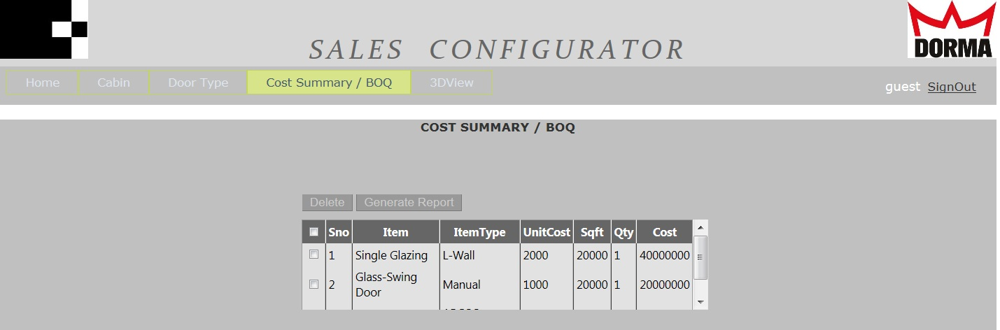 SALES CONFIGURATOR
DORMA
Home Cabin Door Type Cost Summary / BOQ 3DView
guest SignOut
COST SUMMARY / BOQ
Delete Generate Report
Sno Item ItemType UnitCost Sqft Qty Cost
1 Single Glazing L-Wall 2000 20000 1 40000000
2 Glass-Swing Door Manual 1000 20000 1 20000000